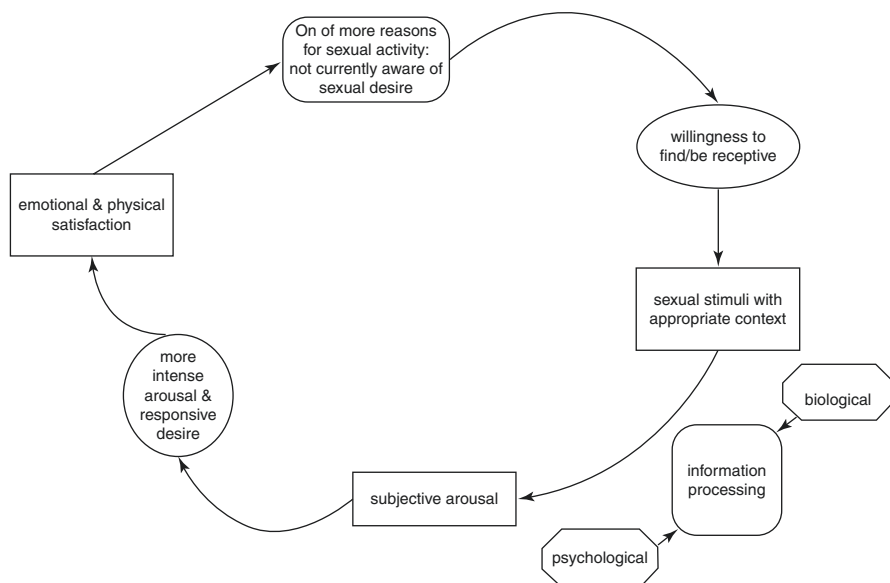 On of more reasons
for sexual activity:
not currently aware of
sexual desire
willingness to
find/be receptive
emotional & physical
satisfaction
sexual stimuli with
appropriate context
more
intense
arousal &
responsive
desire
biological
information
processing
subjective arousal
psychological